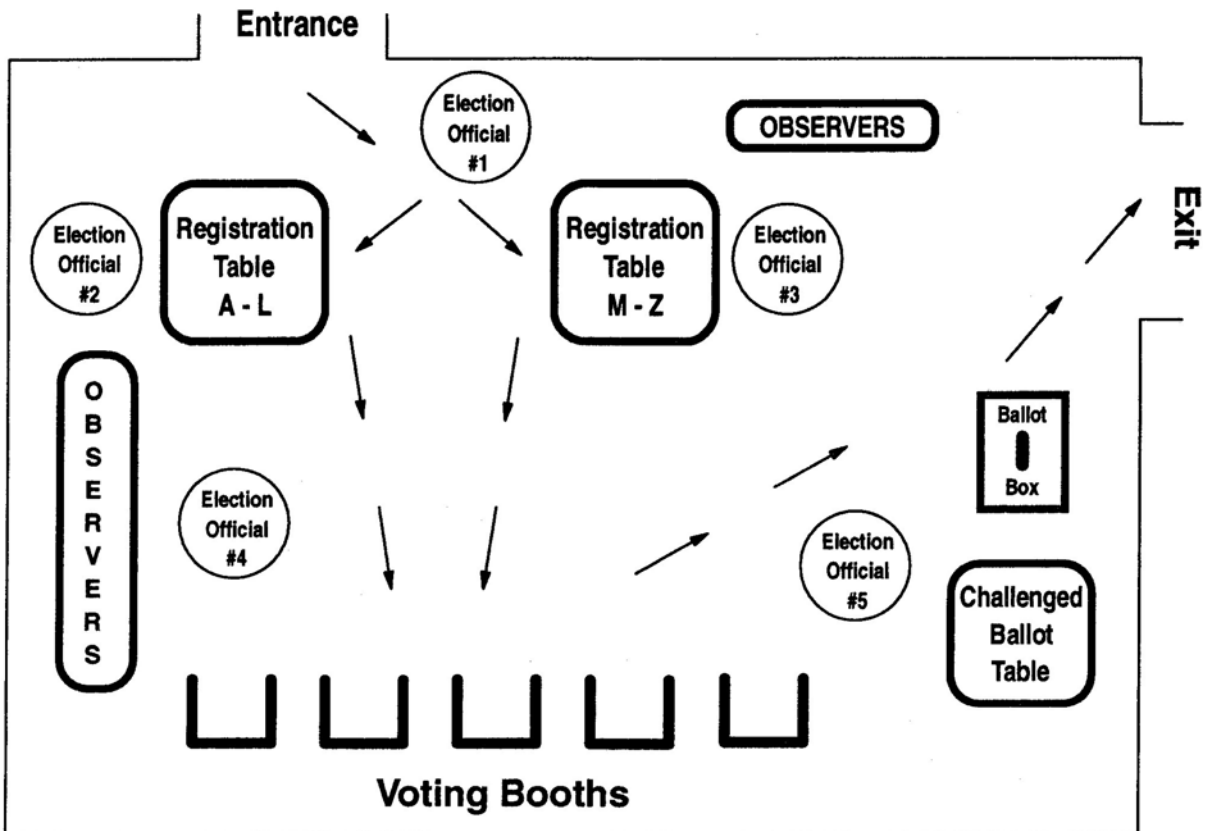 Entrance
Election
Official
#1
OBSERVERS
Exit
Election
Official
#2
Registration
Table
A - L
Registration
Table
M - Z
Election
Official
#3
OBSERVERS
Election
Official
#4
Ballot
Box
Election
Official
#5
Challenged
Ballot
Table
Voting Booths